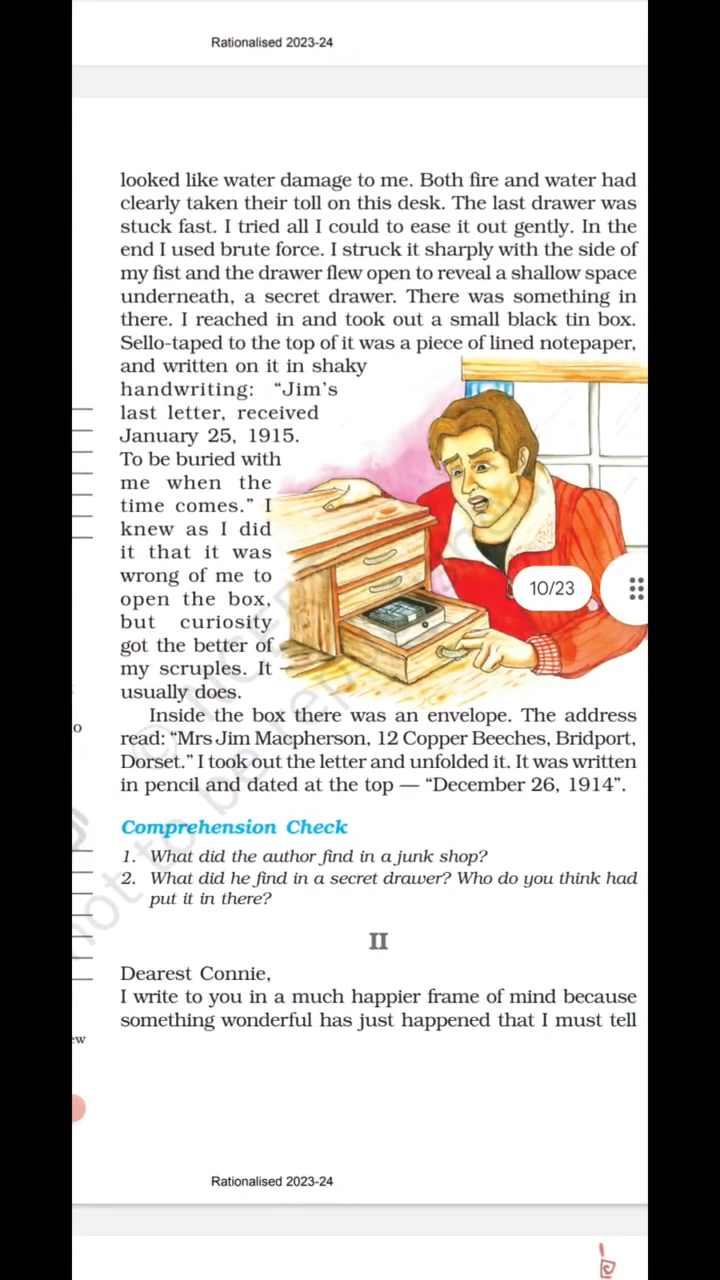 Rationalised 2023-24
looked like water damage to me. Both fire and water had
clearly taken their toll on this desk. The last drawer was
stuck fast. I tried all I could to ease it out gently. In the
end I used brute force. I struck it sharply with the side of
my fist and the drawer flew open to reveal a shallow space
underneath, a secret drawer. There was something in
there. I reached in and took out a small black tin box.
Sello-taped to the top of it was a piece of lined notepaper,
and written on it in shaky
handwriting: “Jim’s
last letter, received
January 25, 1915.
To be buried with
me when the
time comes.” I
knew as I did
it that it was
wrong of me to
open the box,
but curiosity
got the better of
my scruples. It
usually does.
10/23
Inside the box there was an envelope. The address
read: “Mrs Jim Macpherson, 12 Copper Beeches, Bridport,
Dorset.” I took out the letter and unfolded it. It was written
in pencil and dated at the top — “December 26, 1914”.
Comprehension Check
1. What did the author find in a junk shop?
2. What did he find in a secret drawer? Who do you think had
put it in there?
II
Dearest Connie,
I write to you in a much happier frame of mind because
something wonderful has just happened that I must tell
Rationalised 2023-24
o
ew
not to be